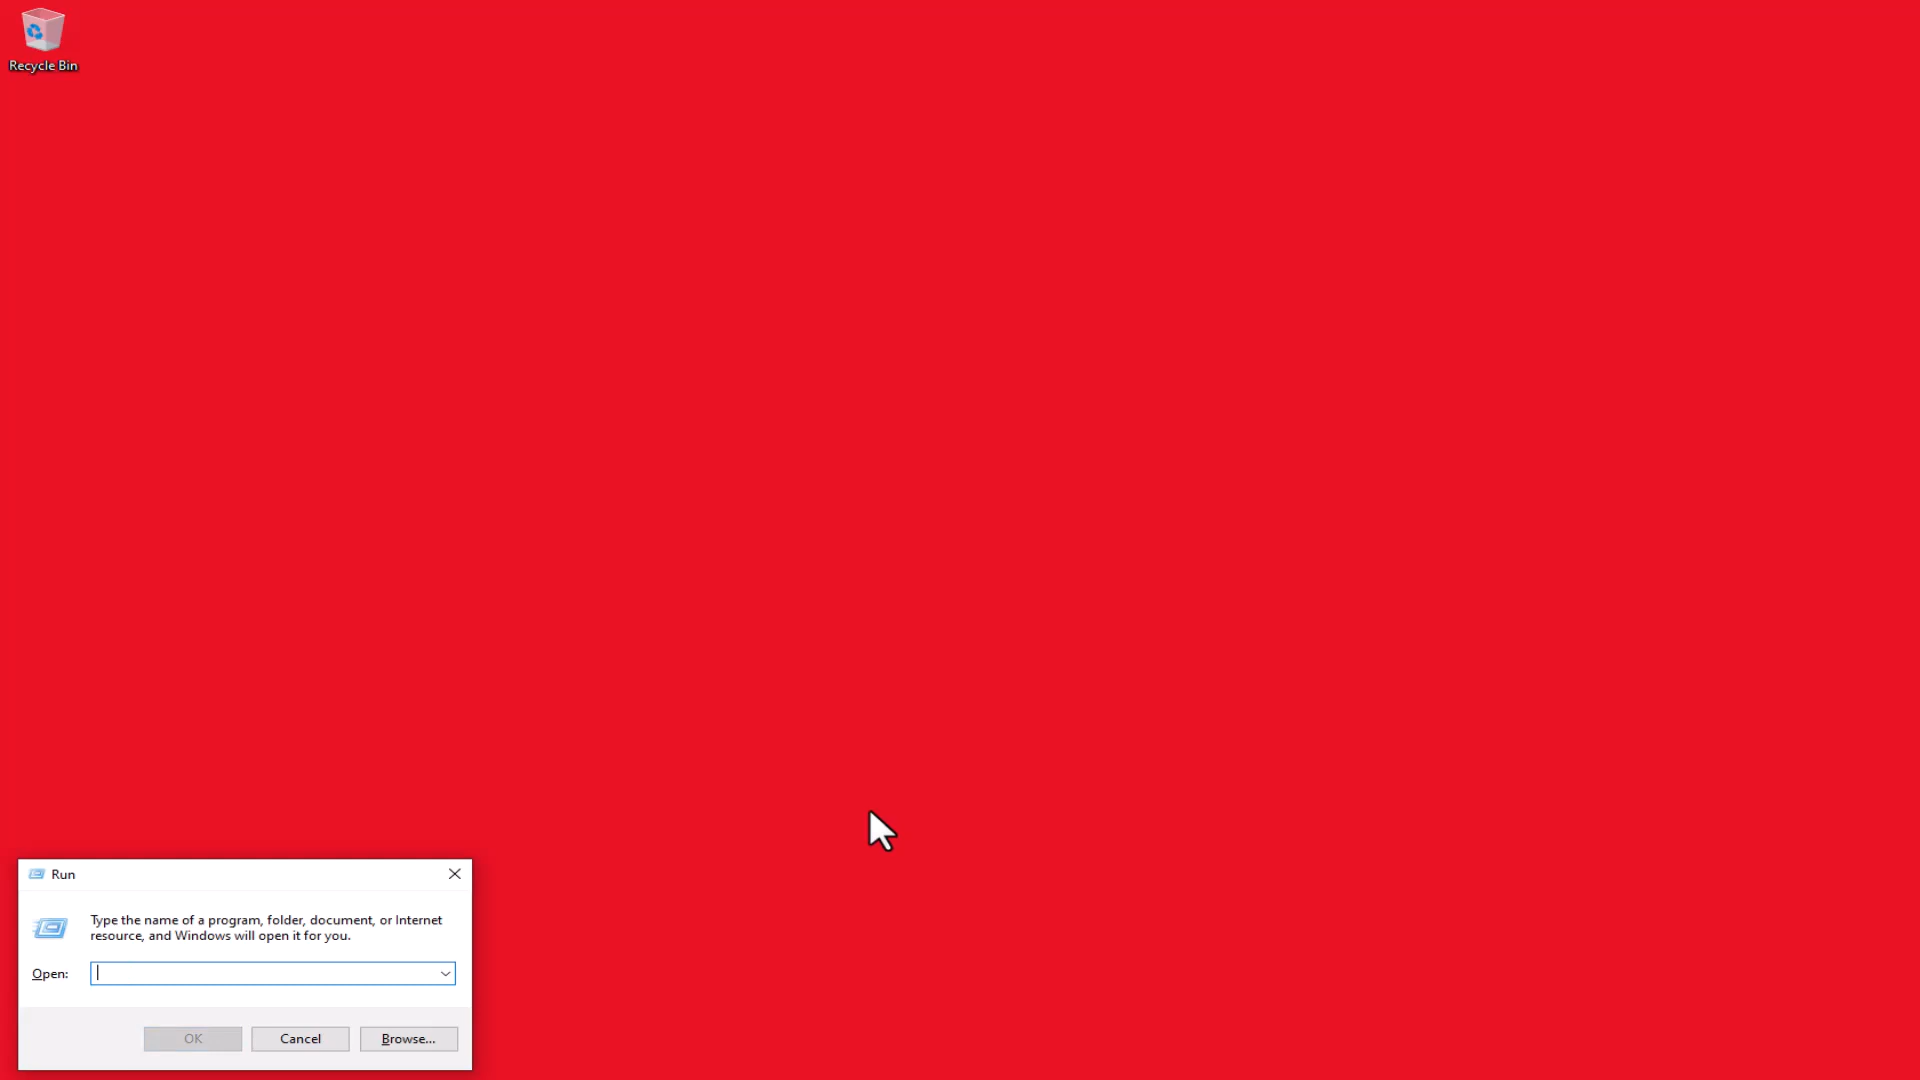 Recycle Bin
Run
Type the name of a program, folder, document, or Internet
resource, and Windows will open it for you.
Open:
OK
Cancel
Browse...